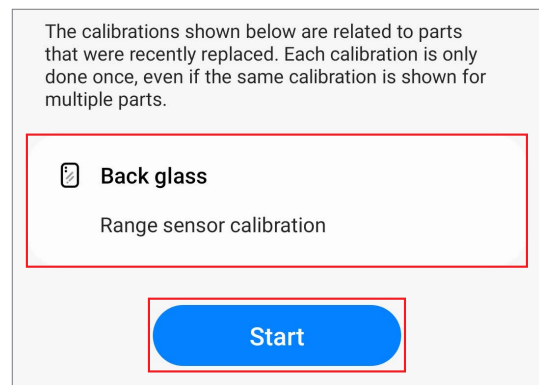 The calibrations shown below are related to parts
that were recently replaced. Each calibration is only
done once, even if the same calibration is shown for
multiple parts.
Back glass
Range sensor calibration
Start